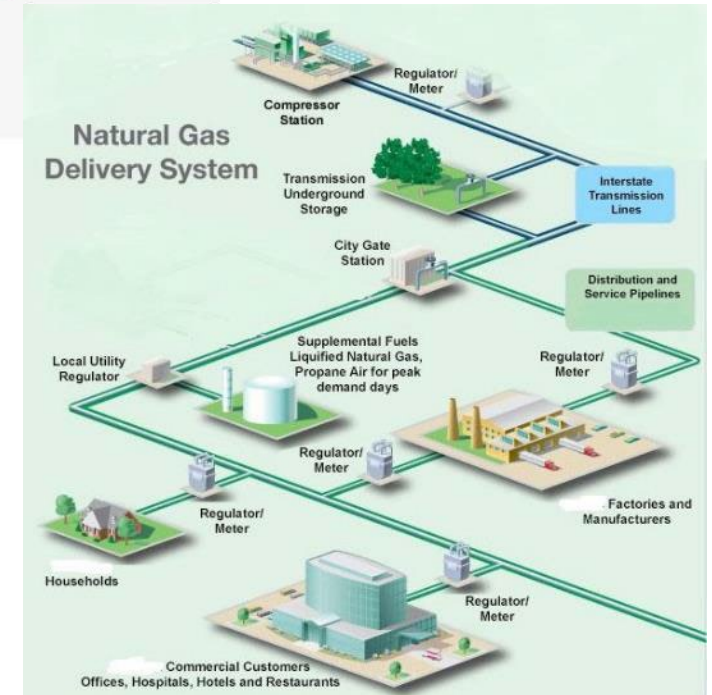 Natural Gas
Delivery System
Compressor
Station
Regulator/
Meter
Transmission
Underground
Storage
Interstate
Transmission
Lines
City Gate
Station
Distribution and
Service Pipelines
Local Utility
Regulator
Supplemental Fuels
Liquified Natural Gas,
Propane Air for peak
demand days
Regulator/
Meter
Regulator/
Meter
Regulator/
Meter
Factories and
Manufacturers
Households
Regulator/
Meter
Commercial Customers
Offices, Hospitals, Hotels and Restaurants